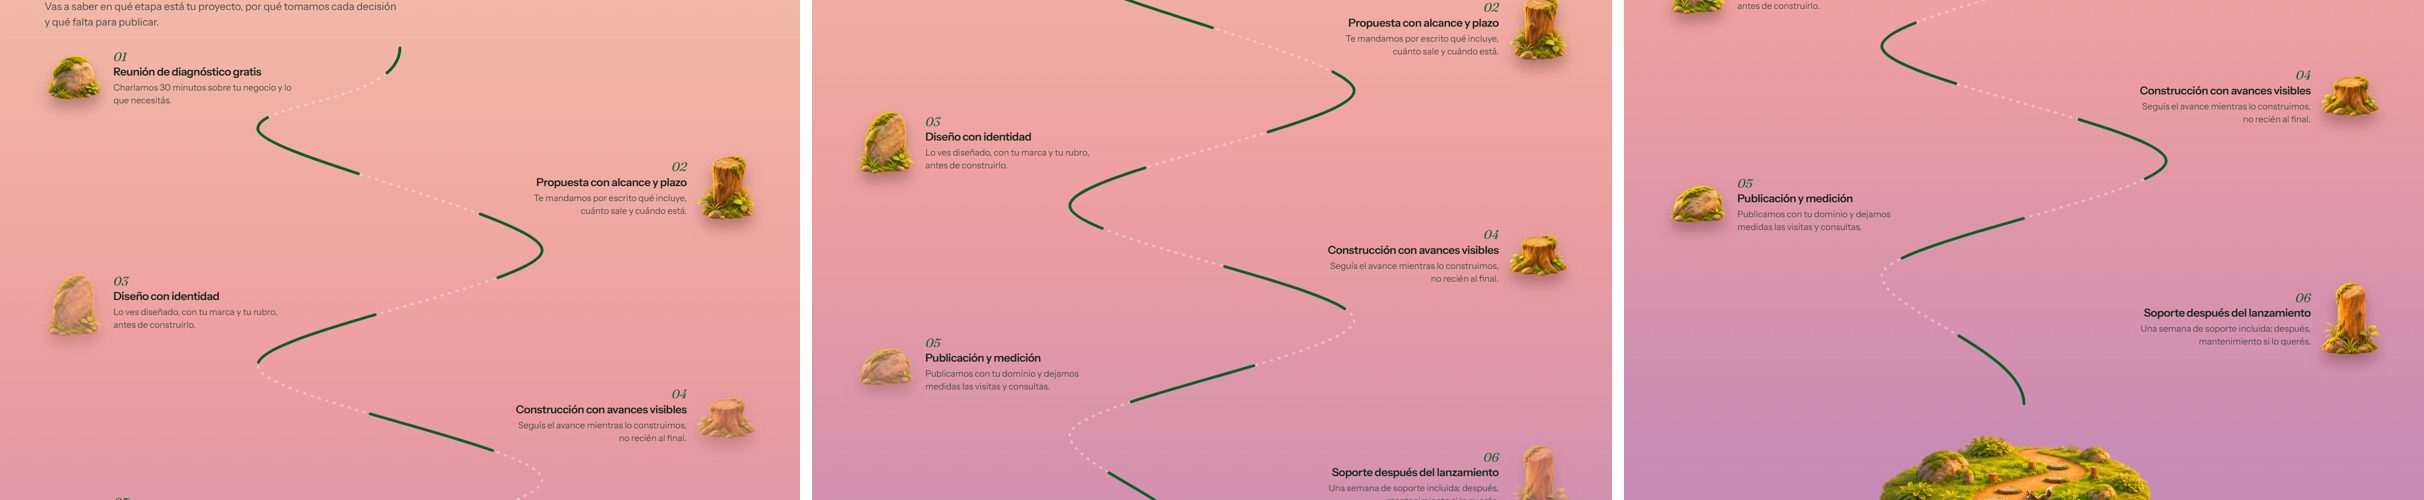 Vas a saber en qué etapa está tu proyecto, por qué tomamos cada decisión
y qué falta para publicar.
01
Reunión de diagnóstico gratis
Charlamos 30 minutos sobre tu negocio y lo
que necesitás.
02
Propuesta con alcance y plazo
Te mandamos por escrito qué incluye,
cuánto sale y cuándo está.
03
Diseño con identidad
Lo ves diseñado, con tu marca y tu rubro,
antes de construirlo.
04
Construcción con avances visibles
Seguís el avance mientras lo construimos,
no recién al final.
02
Propuesta con alcance y plazo
Te mandamos por escrito qué incluye,
cuánto sale y cuándo está.
03
Diseño con identidad
Lo ves diseñado, con tu marca y tu rubro,
antes de construirlo.
04
Construcción con avances visibles
Seguís el avance mientras lo construimos,
no recién al final.
05
Publicación y medición
Publicamos con tu dominio y dejamos
medidas las visitas y consultas.
06
Soporte después del lanzamiento
Una semana de soporte incluida; después,
antes de construirlo.
04
Construcción con avances visibles
Seguís el avance mientras lo construimos,
no recién al final.
05
Publicación y medición
Publicamos con tu dominio y dejamos
medidas las visitas y consultas.
06
Soporte después del lanzamiento
Una semana de soporte incluida; después,
mantenimiento si lo querés.